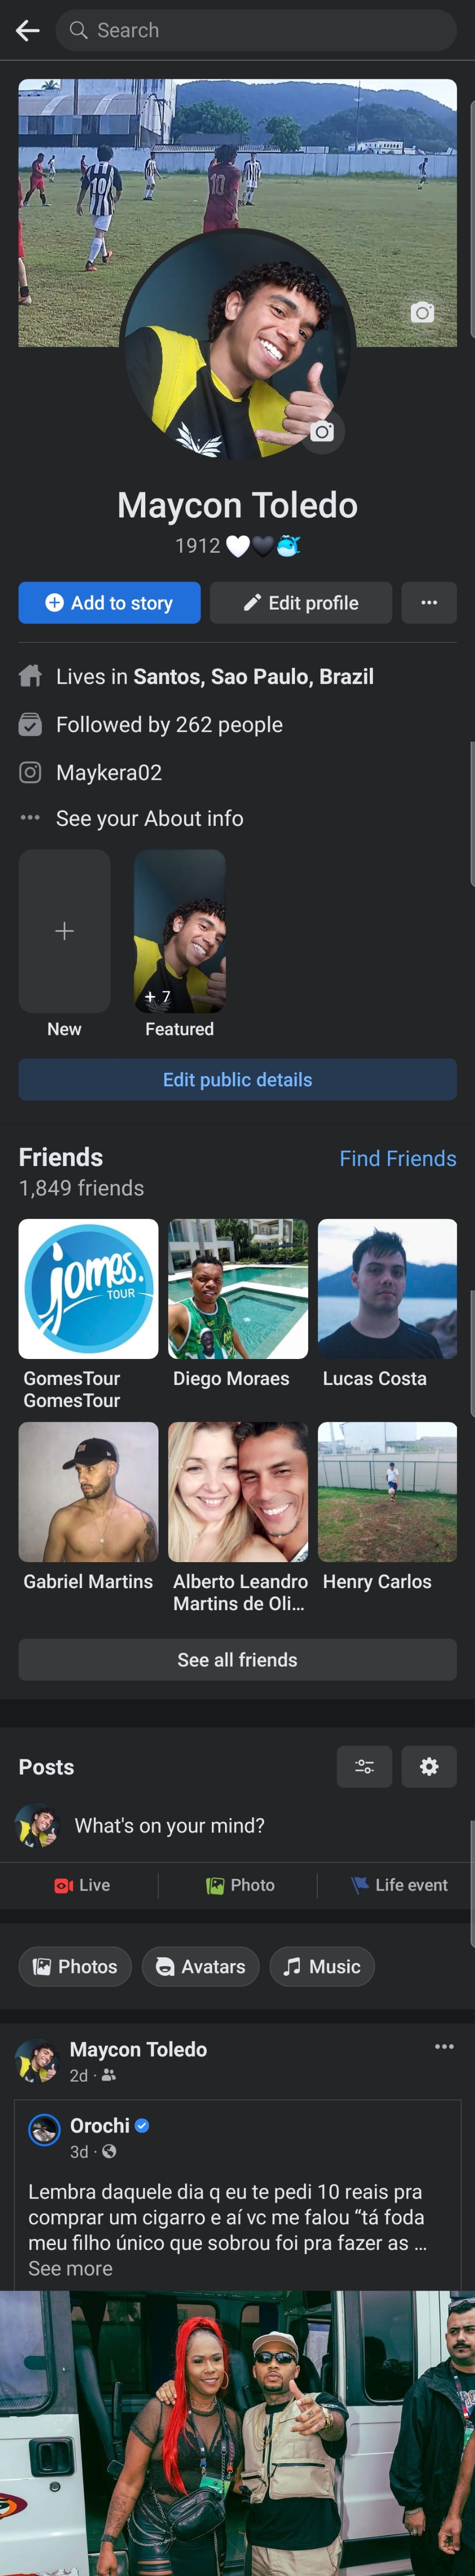 Search
10
10
Maycon Toledo
1912 🤍🖤🐳
Add to story
Edit profile
Lives in Santos, Sao Paulo, Brazil
Followed by 262 people
Maykera02
See your About info
+ 7
New
Featured
Edit public details
Friends
Find Friends
1,849 friends
jomes.
TOUR
GomesTour
GomesTour
Diego Moraes
Lucas Costa
Gabriel Martins
Alberto Leandro
Martins de Oli...
Henry Carlos
See all friends
Posts
What's on your mind?
Live
Photo
Life event
Photos
Avatars
Music
Maycon Toledo
2d ·
Orochi
3d ·
Lembra daquele dia q eu te pedi 10 reais pra
comprar um cigarro e aí vc me falou “tá foda
meu filho único que sobrou foi pra fazer as ...
See more